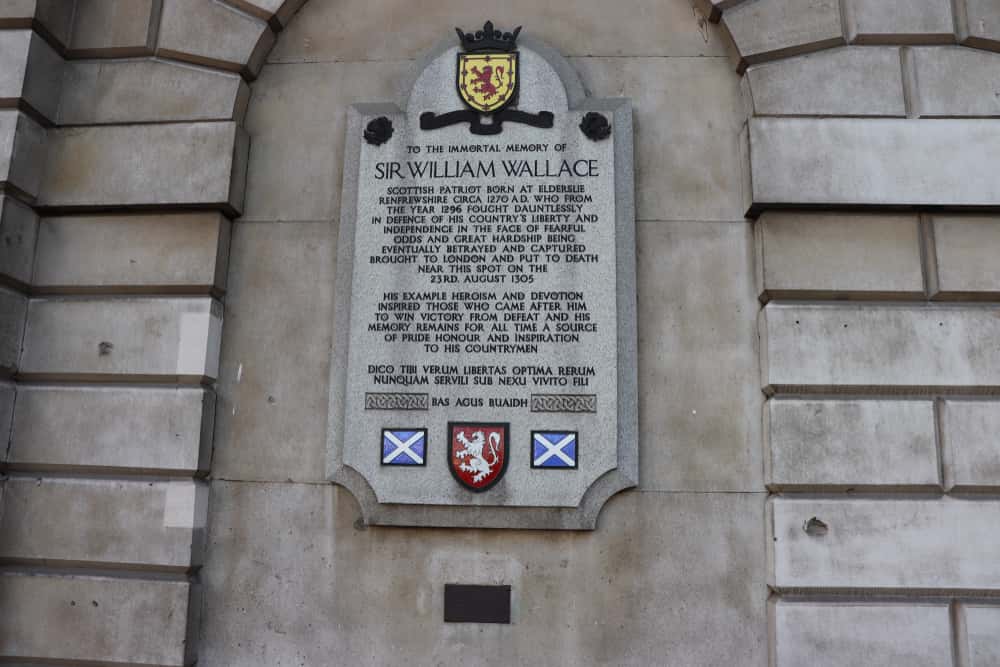 TO THE IMMORTAL MEMORY OF
SIR WILLIAM WALLACE
SCOTTISH PATRIOT BORN AT ELDERSLIE
RENFREWSHIRE CIRCA 1270 A.D. WHO FROM
THE YEAR 1296 FOUGHT DAUNTLESSLY
IN DEFENCE OF HIS COUNTRY'S LIBERTY AND
INDEPENDENCE IN THE FACE OF FEARFUL
ODDS AND GREAT HARDSHIP BEING
EVENTUALLY BETRAYED AND CAPTURED
BROUGHT TO LONDON AND PUT TO DEATH
NEAR THIS SPOT ON THE
23RD. AUGUST 1305
HIS EXAMPLE HEROISM AND DEVOTION
INSPIRED THOSE WHO CAME AFTER HIM
TO WIN VICTORY FROM DEFEAT AND HIS
MEMORY REMAINS FOR ALL TIME A SOURCE
OF PRIDE HONOUR AND INSPIRATION
TO HIS COUNTRYMEN
DICO TIBI VERUM LIBERTAS OPTIMA RERUM
NUNQUAM SERVILI SUB NEXU VIVITO FILI
BAS AGUS BUAIDH